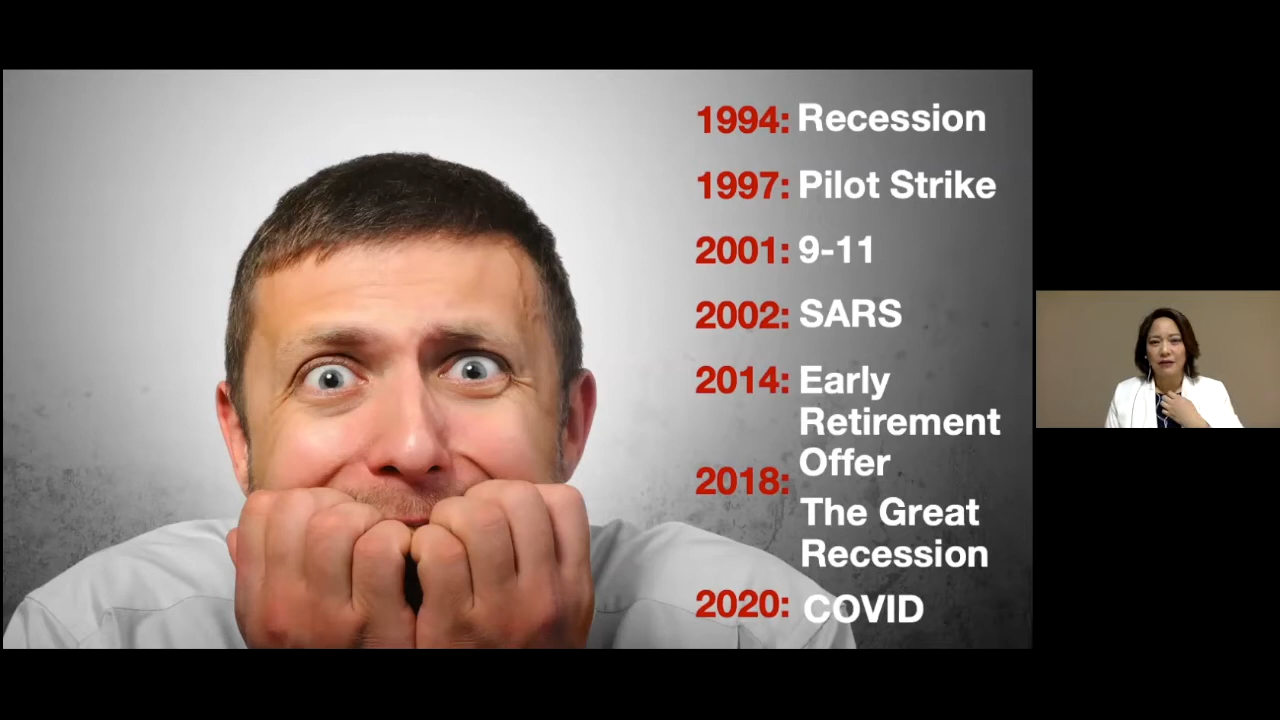 1994: Recession
1997: Pilot Strike
2001: 9-11
2002: SARS
2014: Early
Retirement
Offer
2018:
The Great
Recession
2020: COVID